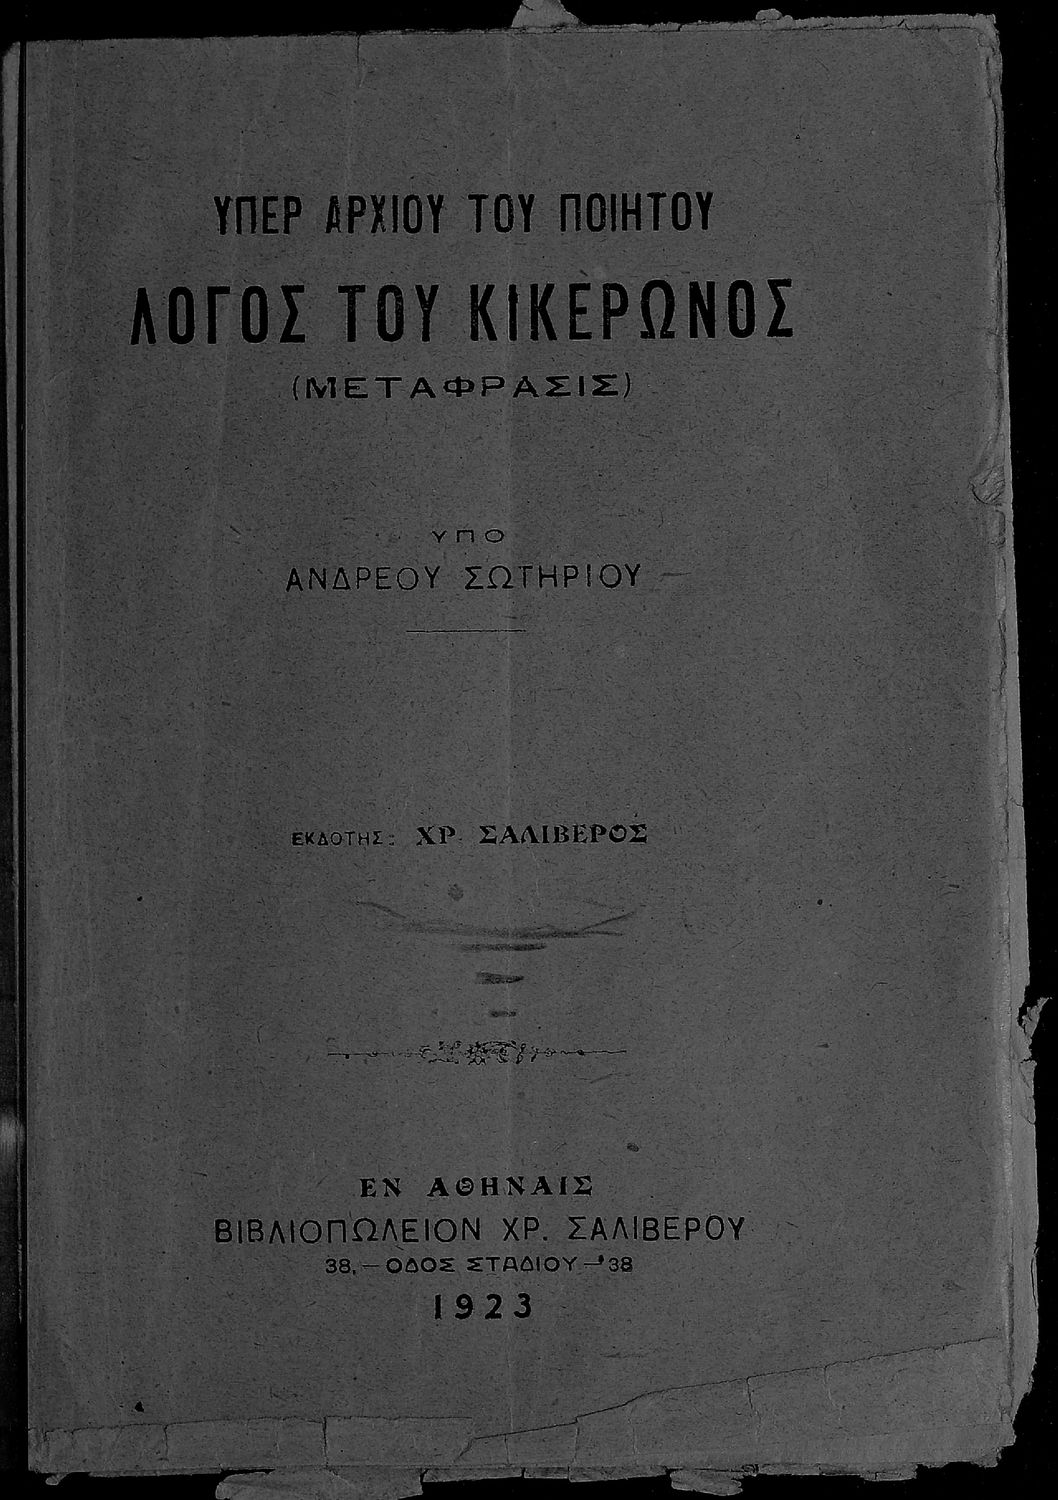 ΥΠΕΡ ΑΡΧΙΟΥ ΤΟΥ ΠΟΙΗΤΟΥ
ΛΟΓΟΣ ΤΟΥ ΚΙΚΕΡΩΝΟΣ
(ΜΕΤΑΦΡΑΣΙΣ)
ΥΠΟ
ΑΝΔΡΕΟΥ ΣΩΤΗΡΙΟΥ
ΕΚΔΟΤΗΣ: ΧΡ. ΣΑΛΙΒΕΡΟΣ
ΕΝ ΑΘΗΝΑΙΣ
ΒΙΒΛΙΟΠΩΛΕΙΟΝ ΧΡ. ΣΑΛΙΒΕΡΟΥ
38,—ΟΔΟΣ ΣΤΑΔΙΟΥ—38
1923